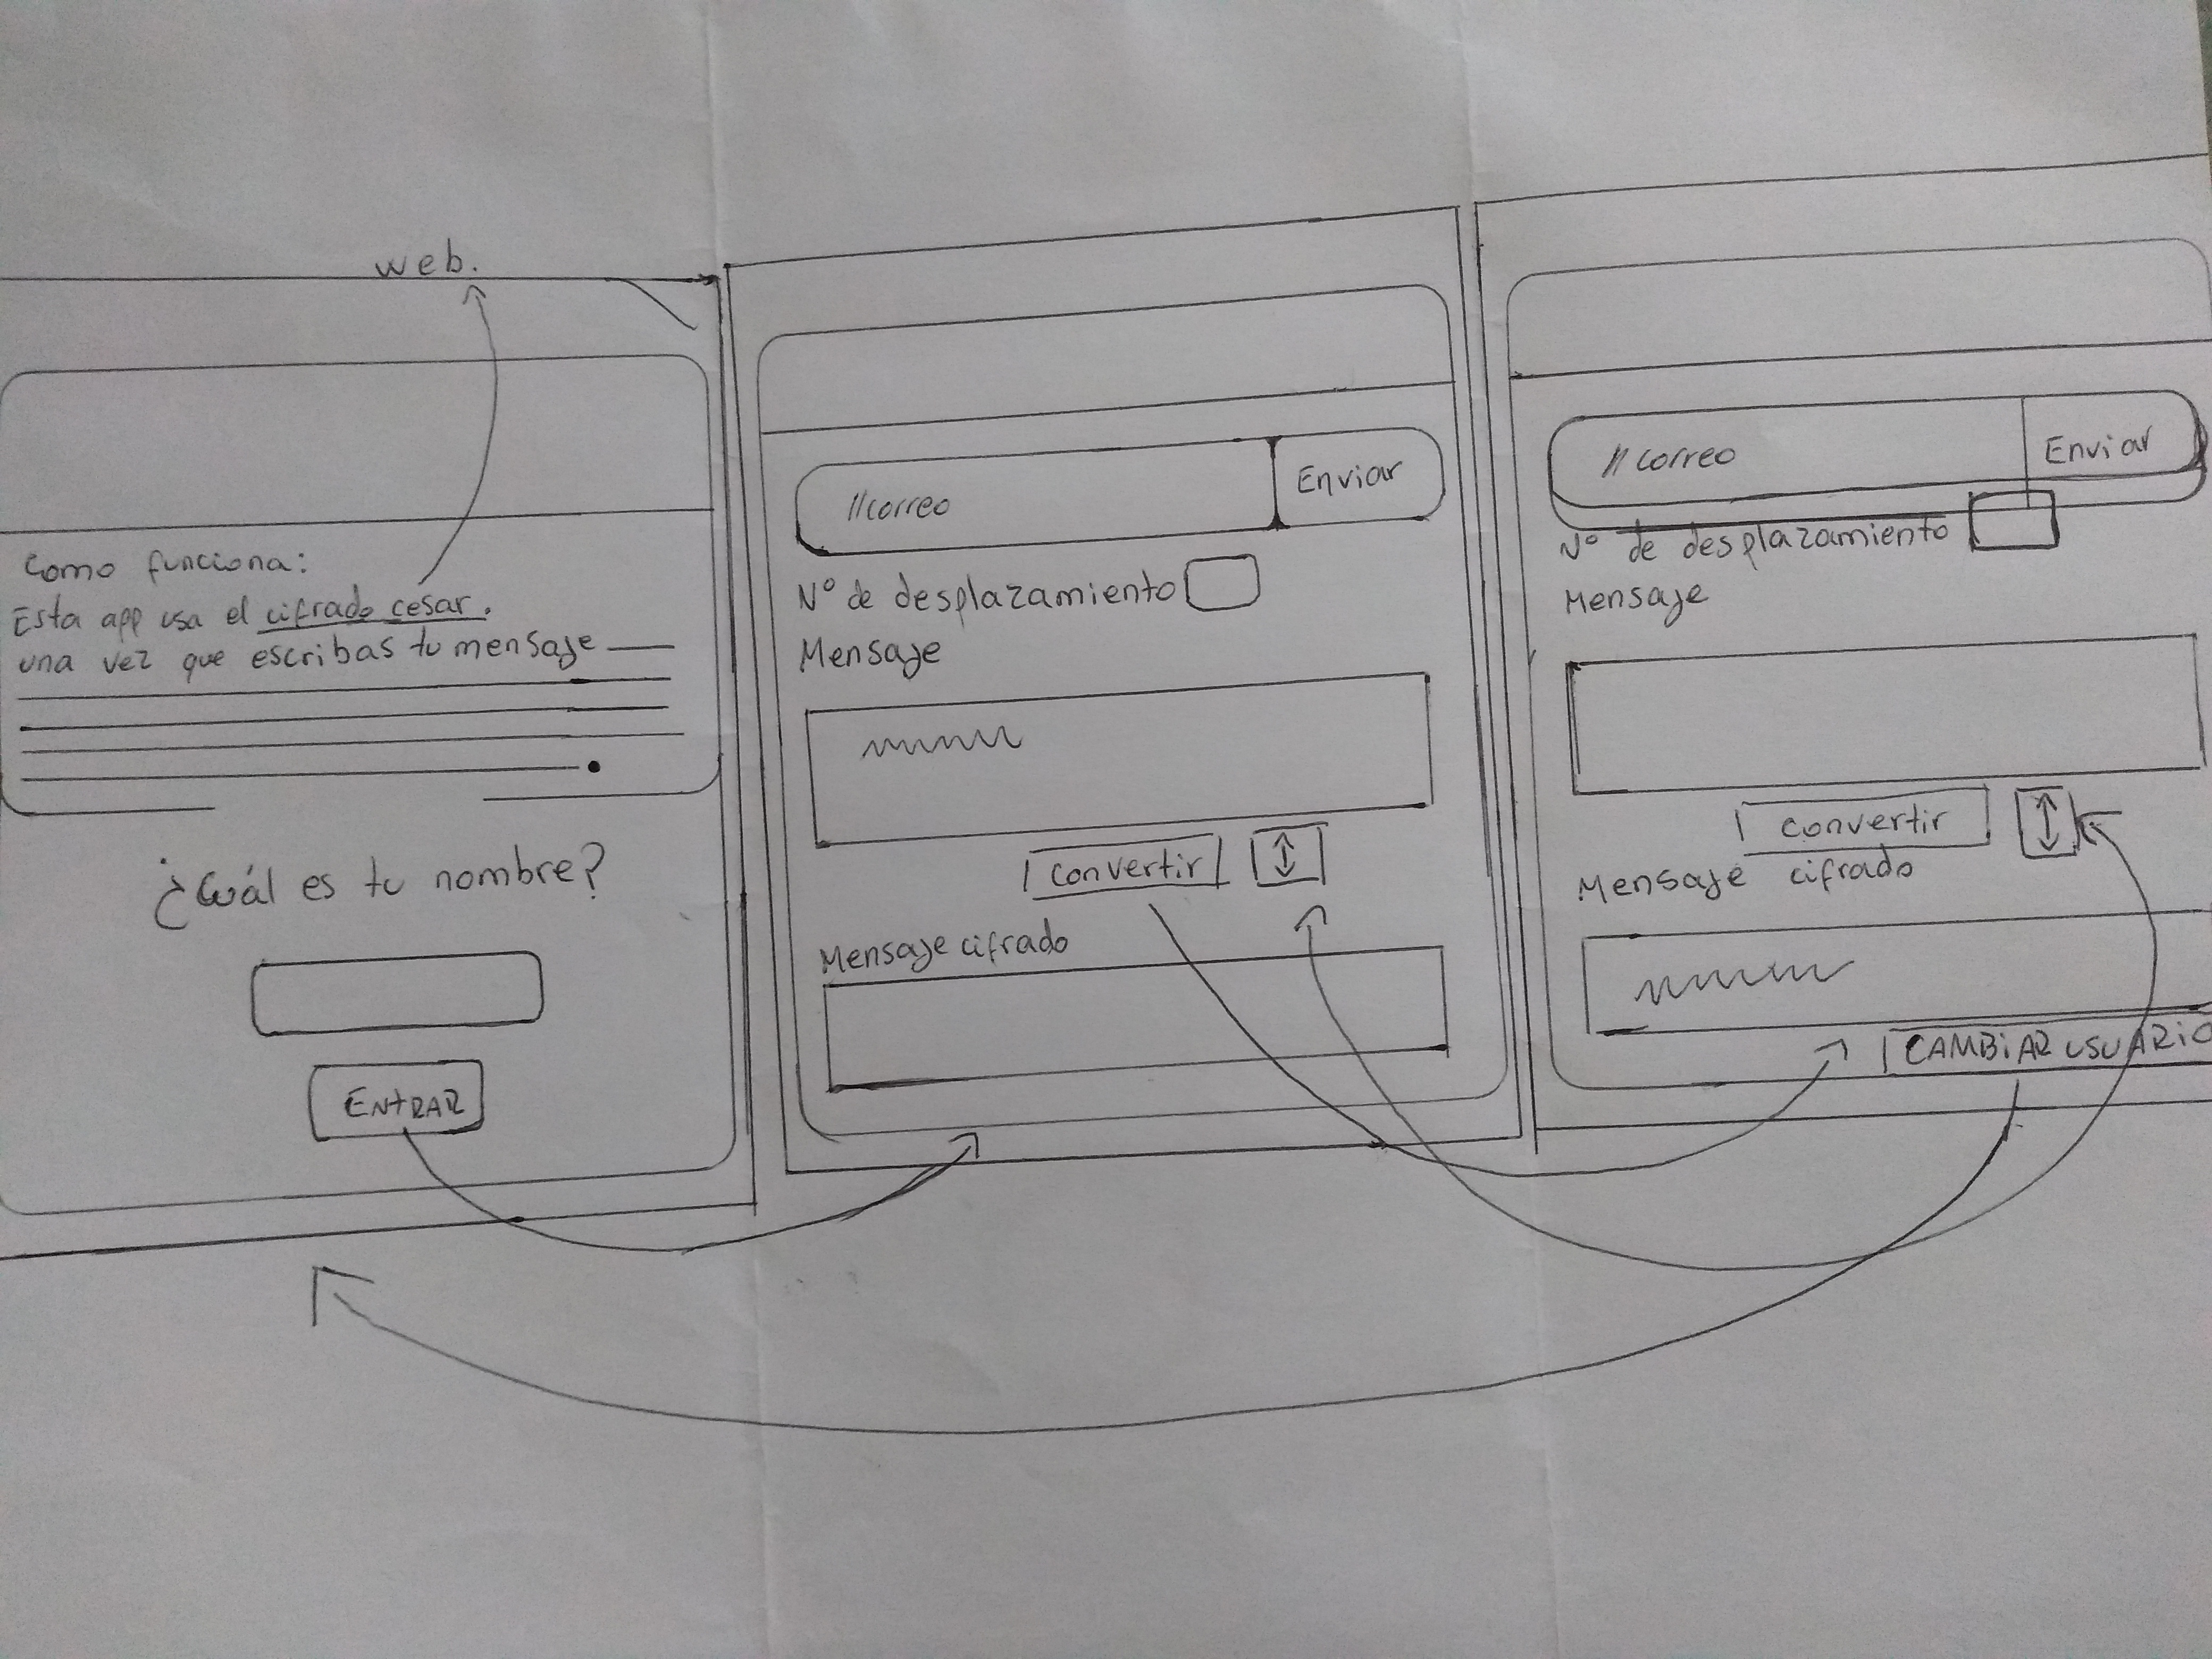 web.
Como funciona:
Esta app usa el cifrado cesar.
una vez que escribas tu mensaje
¿Cuál es tu nombre?
ENTRAR
//correo
Enviar
N° de desplazamiento
Mensaje
convertir
Mensaje cifrado
//correo
Enviar
N° de desplazamiento
Mensaje
convertir
Mensaje cifrado
CAMBIAR USUARIO